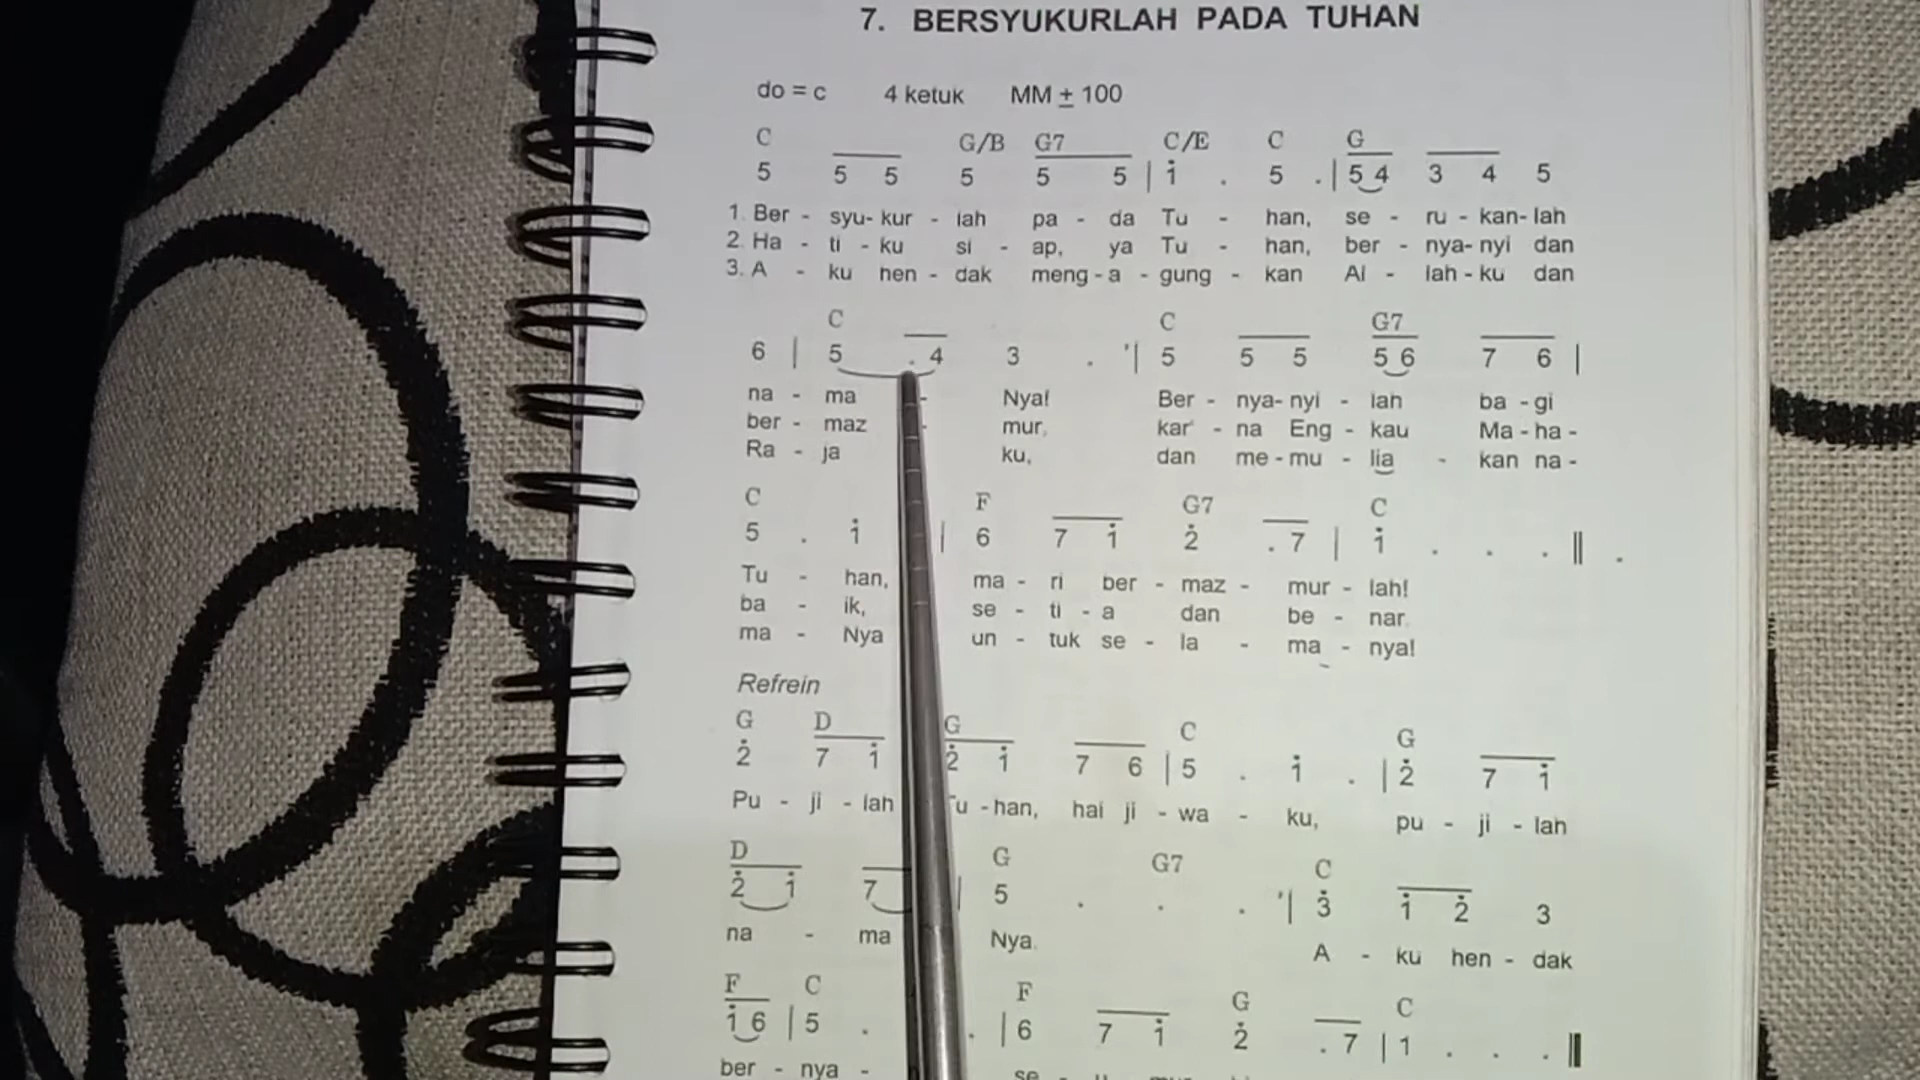 7. BERSYUKURLAH PADA TUHAN
do = c 4 ketuk MM ± 100
C G/B G7 C/E C G
5 5 5 5 5 5 | i̇ . 5 . | 5 4 3 4 5
1. Ber - syu- kur - lah pa - da Tu - han, se - ru - kan- lah
2. Ha - ti - ku si - ap, ya Tu - han, ber - nya- nyi dan
3. A - ku hen - dak meng - a - gung - kan Al - lah - ku dan
C C G7
6 | 5 . 4 3 . '| 5 5 5 5 6 7 6 |
na - ma - Nya! Ber - nya- nyi - lah ba - gi
ber - maz - mur, kar' - na Eng - kau Ma - ha -
Ra - ja ku, dan me - mu - lia - kan na -
C F G7 C
5 . 1̇ | 6 7 1̇ 2̇ . 7 | 1̇ . . . || .
Tu - han, ma - ri ber - maz - mur - lah!
ba - ik, se - ti - a dan be - nar.
ma - Nya un - tuk se - la - ma - nya!
Refrein
G D G C G
2̇ 7 1̇ 2̇ 1̇ 7 6 | 5 . 1̇ . | 2̇ 7 1̇
Pu - ji - lah Tu - han, hai ji - wa - ku, pu - ji - lah
D G G7 C
2̇ 1̇ 7 | 5 . . . '| 3̇ 1̇ 2̇ 3
na - ma Nya. A - ku hen - dak
F C F G C
1̇ 6 | 5 . . | 6 7 1̇ 2̇ . 7 | 1 . . . ||
ber - nya - se